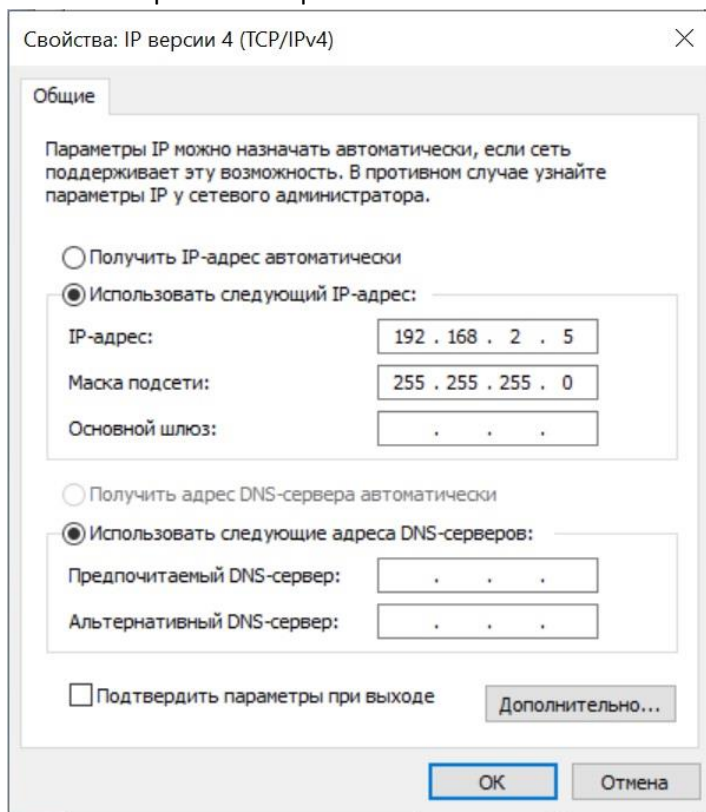 Свойства: IP версии 4 (TCP/IPv4)
Общие
Параметры IP можно назначать автоматически, если сеть
поддерживает эту возможность. В противном случае узнайте
параметры IP у сетевого администратора.
Получить IP-адрес автоматически
Использовать следующий IP-адрес:
IP-адрес: 192 . 168 . 2 . 5
Маска подсети: 255 . 255 . 255 . 0
Основной шлюз: . . .
Получить адрес DNS-сервера автоматически
Использовать следующие адреса DNS-серверов:
Предпочитаемый DNS-сервер: . . .
Альтернативный DNS-сервер: . . .
Подтвердить параметры при выходе
Дополнительно...
ОК Отмена